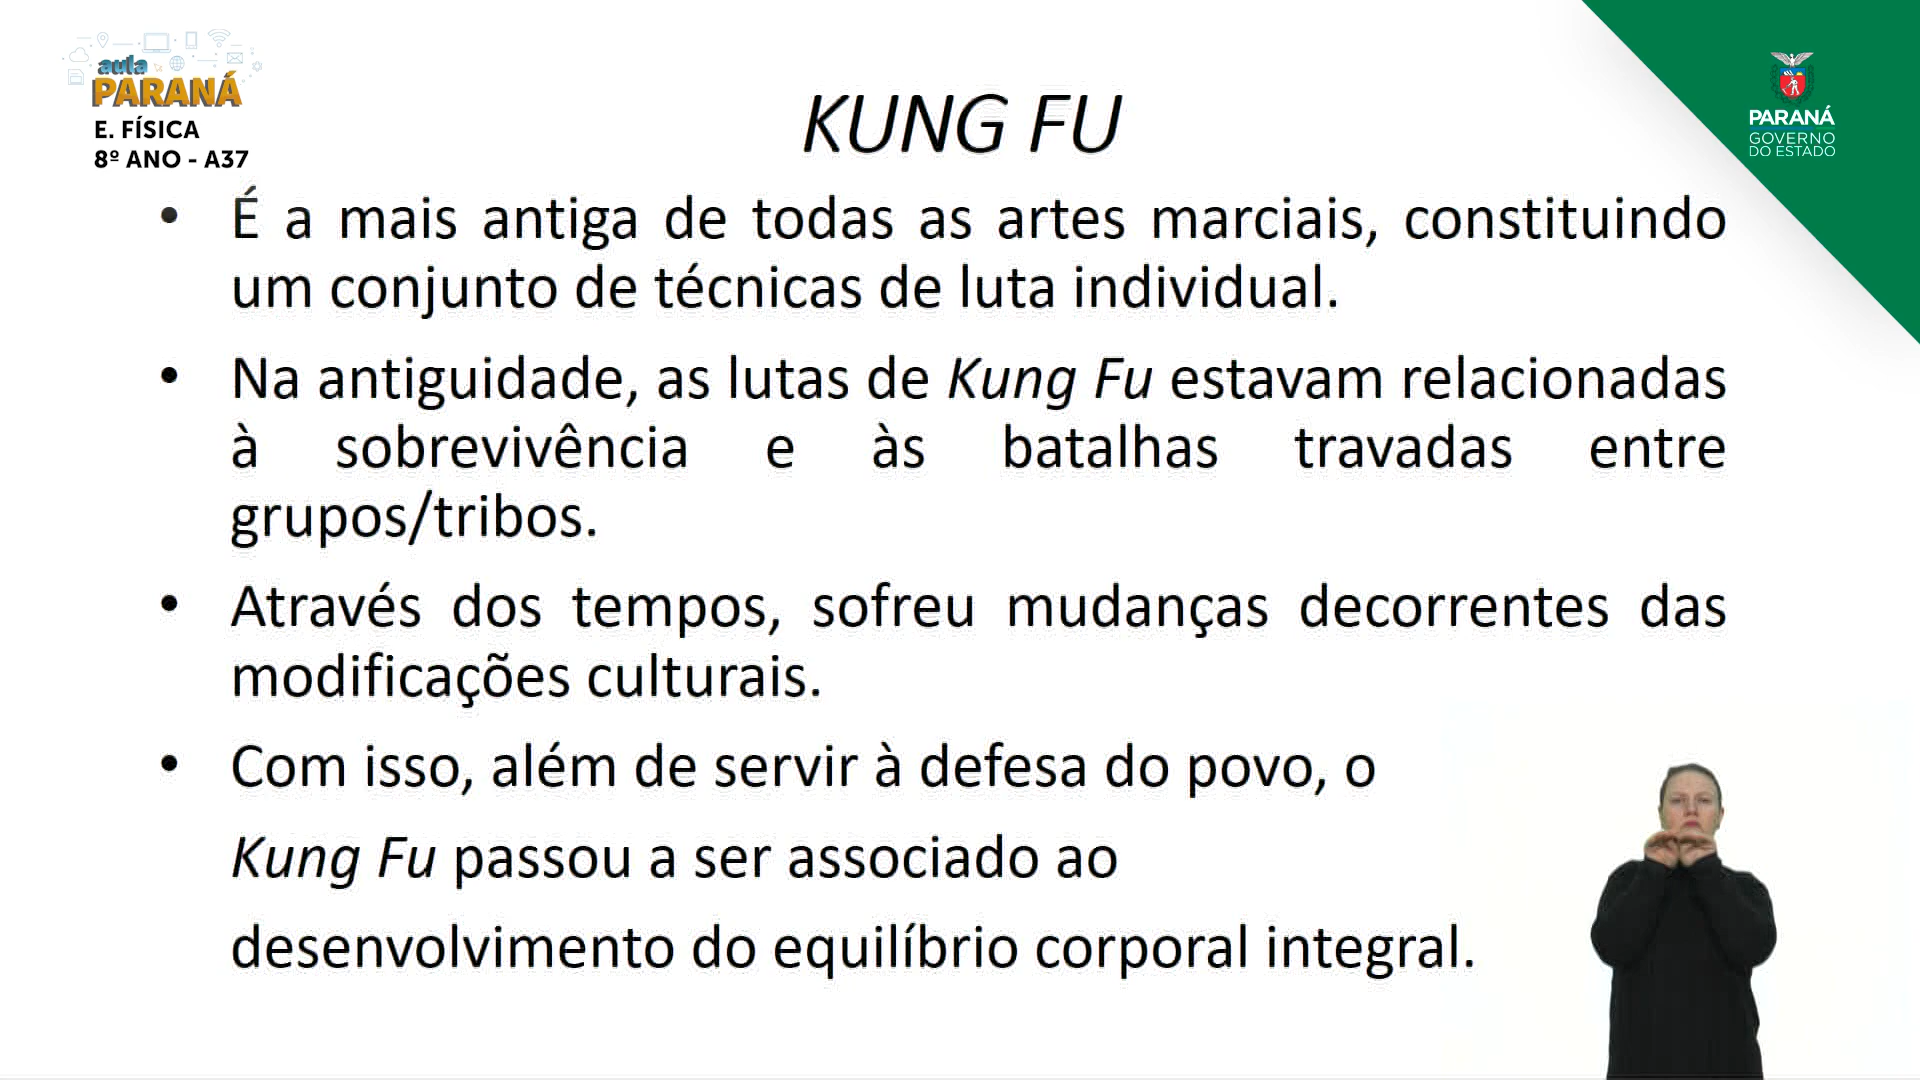 aula
PARANÁ
E. FÍSICA
8º ANO - A37
PARANÁ
GOVERNO
DO ESTADO
KUNG FU
• É a mais antiga de todas as artes marciais, constituindo
um conjunto de técnicas de luta individual.
• Na antiguidade, as lutas de Kung Fu estavam relacionadas
à sobrevivência e às batalhas travadas entre
grupos/tribos.
• Através dos tempos, sofreu mudanças decorrentes das
modificações culturais.
• Com isso, além de servir à defesa do povo, o
Kung Fu passou a ser associado ao
desenvolvimento do equilíbrio corporal integral.